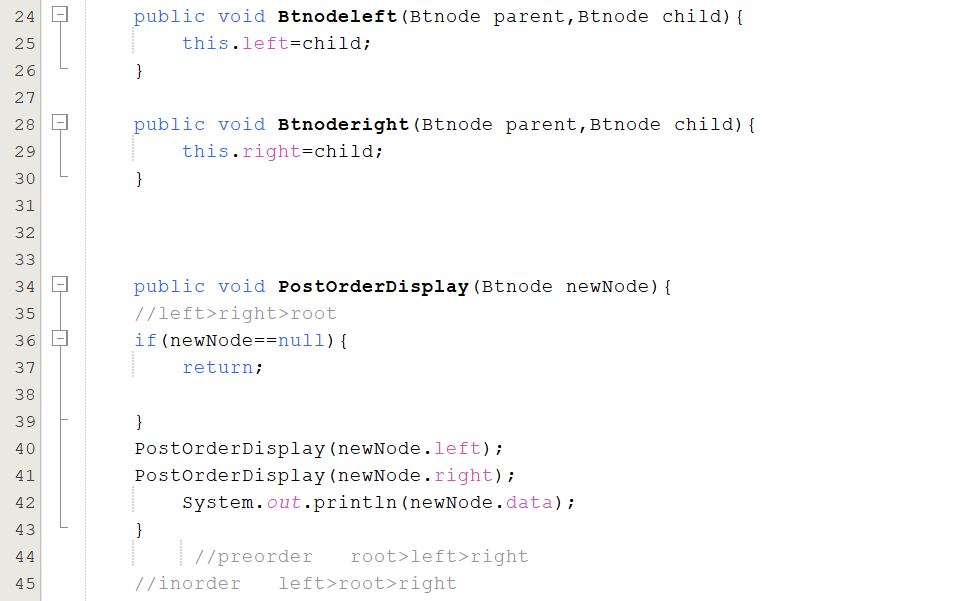 24 public void Btnodeleft(Btnode parent,Btnode child){
25 this.left=child;
26 }
27
28 public void Btnoderight(Btnode parent,Btnode child){
29 this.right=child;
30 }
31
32
33
34 public void PostOrderDisplay(Btnode newNode){
35 //left>right>root
36 if(newNode==null){
37 return;
38
39 }
40 PostOrderDisplay(newNode.left);
41 PostOrderDisplay(newNode.right);
42 System.out.println(newNode.data);
43 }
44 //preorder root>left>right
45 //inorder left>root>right